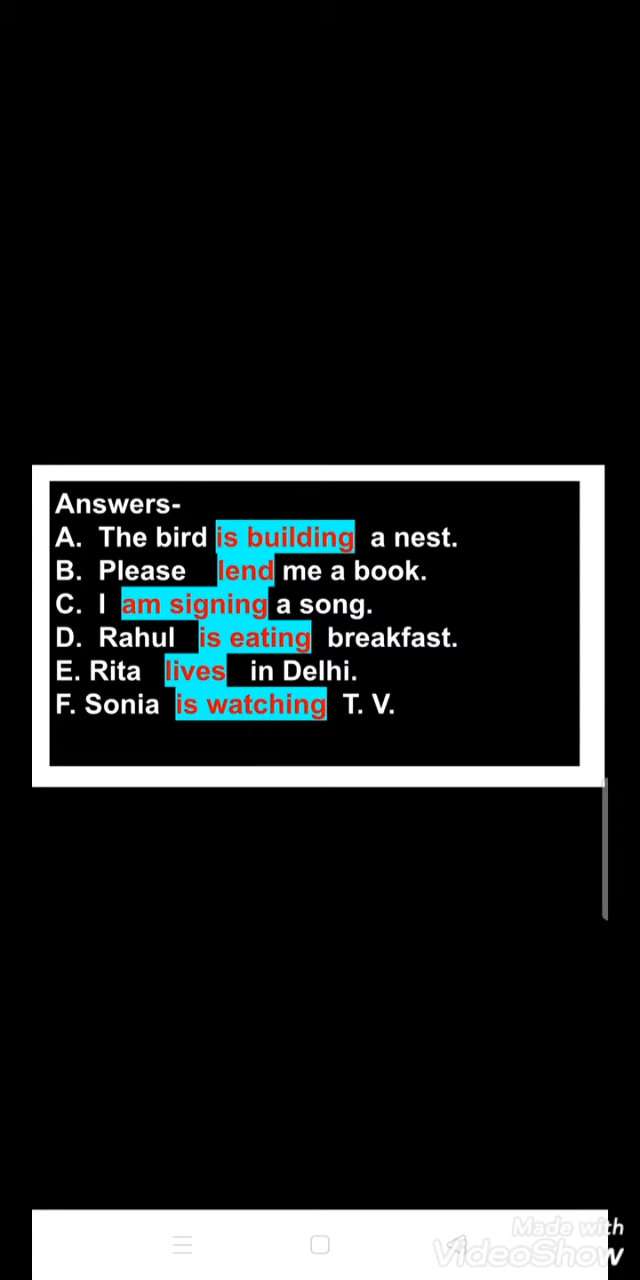 Answers-
A. The bird is building a nest.
B. Please lend me a book.
C. I am signing a song.
D. Rahul is eating breakfast.
E. Rita lives in Delhi.
F. Sonia is watching T. V.
Made with
VideoShow